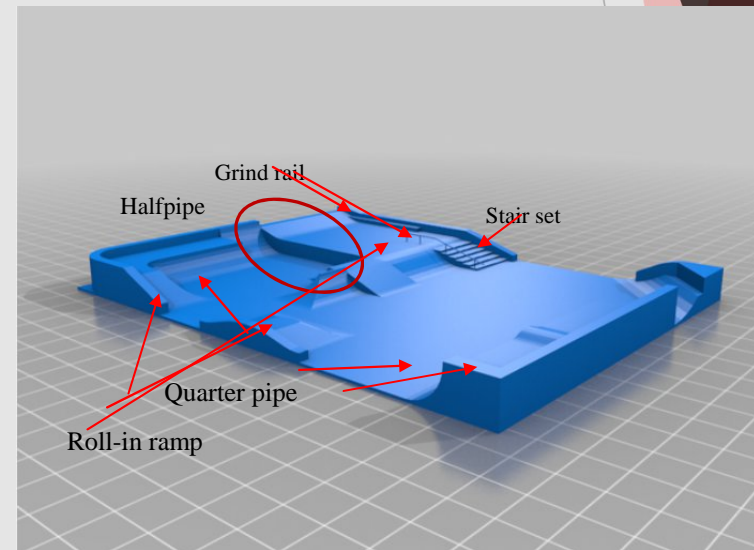 Grind rail
Halfpipe
Stair set
Quarter pipe
Roll-in ramp